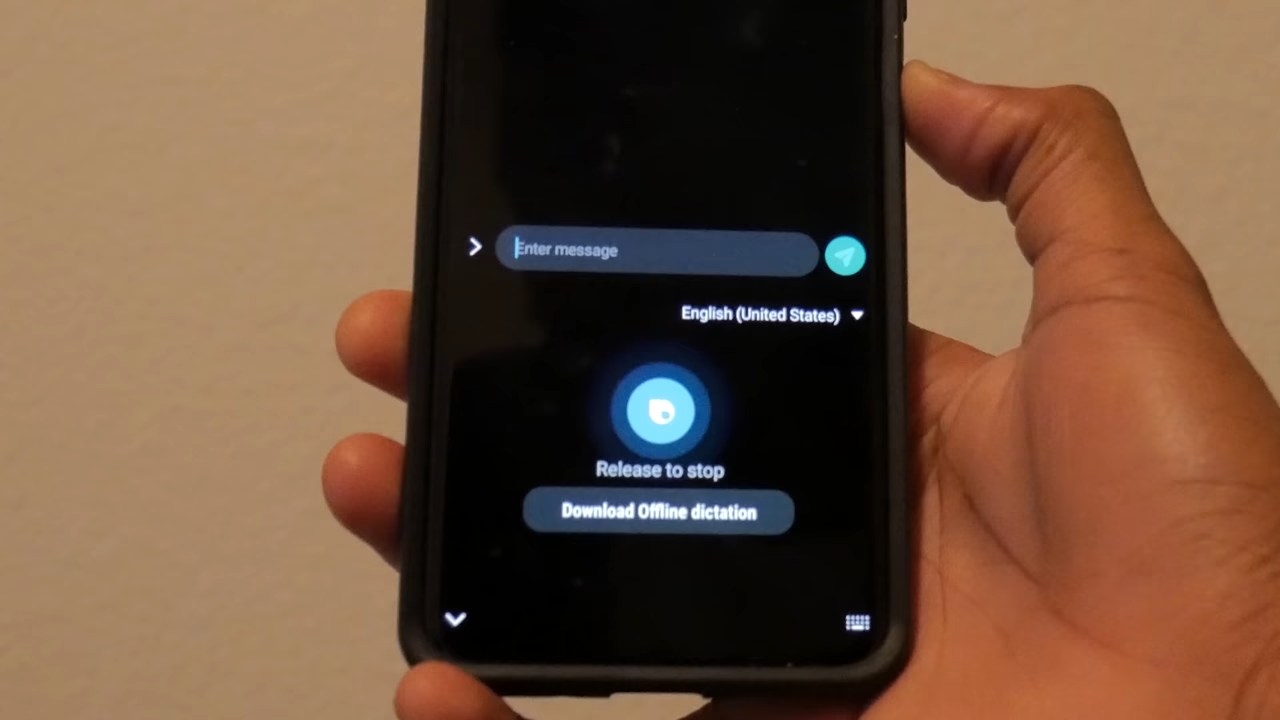 Enter message
English (United States)
Release to stop
Download Offline dictation